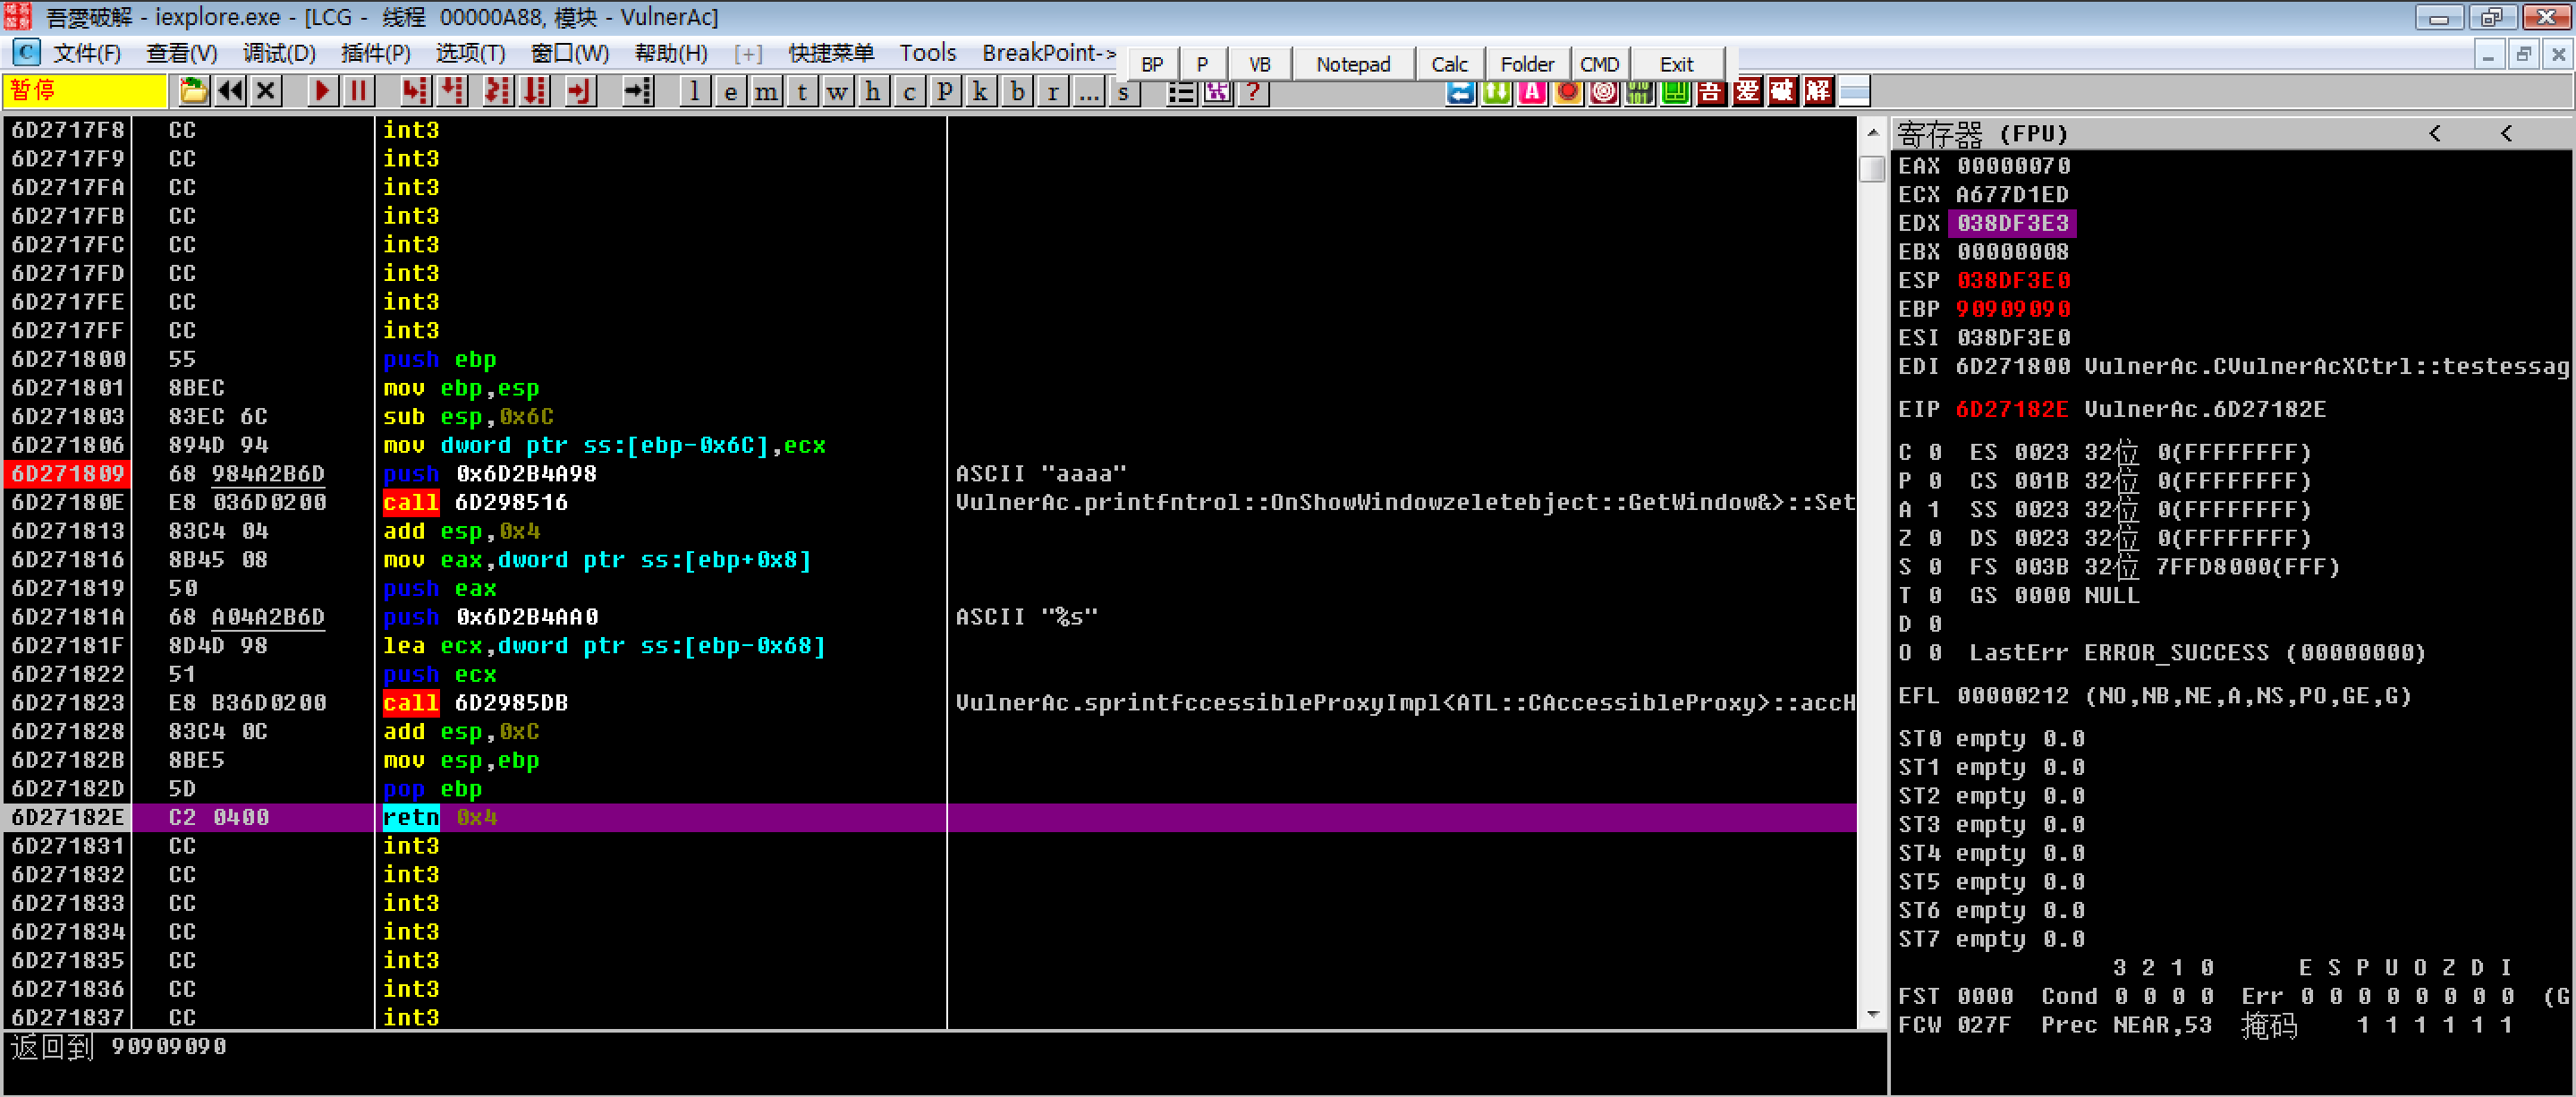 吾愛破解 - iexplore.exe - [LCG - 线程 00000A88, 模块 - VulnerAc]
C 文件(F) 查看(V) 调试(D) 插件(P) 选项(T) 窗口(W) 帮助(H) [+] 快捷菜单 Tools BreakPoint-> BP P VB Notepad Calc Folder CMD Exit
暂停 l e m t w h c P k b r ... s ? A 吾 爱 破 解
6D2717F8 CC int3
6D2717F9 CC int3
6D2717FA CC int3
6D2717FB CC int3
6D2717FC CC int3
6D2717FD CC int3
6D2717FE CC int3
6D2717FF CC int3
6D271800 55 push ebp
6D271801 8BEC mov ebp,esp
6D271803 83EC 6C sub esp,0x6C
6D271806 894D 94 mov dword ptr ss:[ebp-0x6C],ecx
6D271809 68 984A2B6D push 0x6D2B4A98 ASCII "aaaa"
6D27180E E8 036D0200 call 6D298516 VulnerAc.printfntrol::OnShowWindowzeletebject::GetWindow&>::Set
6D271813 83C4 04 add esp,0x4
6D271816 8B45 08 mov eax,dword ptr ss:[ebp+0x8]
6D271819 50 push eax
6D27181A 68 A04A2B6D push 0x6D2B4AA0 ASCII "%s"
6D27181F 8D4D 98 lea ecx,dword ptr ss:[ebp-0x68]
6D271822 51 push ecx
6D271823 E8 B36D0200 call 6D2985DB VulnerAc.sprintfccessibleProxyImpl<ATL::CAccessibleProxy>::accH
6D271828 83C4 0C add esp,0xC
6D27182B 8BE5 mov esp,ebp
6D27182D 5D pop ebp
6D27182E C2 0400 retn 0x4
6D271831 CC int3
6D271832 CC int3
6D271833 CC int3
6D271834 CC int3
6D271835 CC int3
6D271836 CC int3
6D271837 CC int3
返回到 90909090
寄存器 (FPU) < <
EAX 00000070
ECX A677D1ED
EDX 038DF3E3
EBX 00000008
ESP 038DF3E0
EBP 90909090
ESI 038DF3E0
EDI 6D271800 VulnerAc.CVulnerAcXCtrl::testessag
EIP 6D27182E VulnerAc.6D27182E
C 0 ES 0023 32位 0(FFFFFFFF)
P 0 CS 001B 32位 0(FFFFFFFF)
A 1 SS 0023 32位 0(FFFFFFFF)
Z 0 DS 0023 32位 0(FFFFFFFF)
S 0 FS 003B 32位 7FFD8000(FFF)
T 0 GS 0000 NULL
D 0
O 0 LastErr ERROR_SUCCESS (00000000)
EFL 00000212 (NO,NB,NE,A,NS,PO,GE,G)
ST0 empty 0.0
ST1 empty 0.0
ST2 empty 0.0
ST3 empty 0.0
ST4 empty 0.0
ST5 empty 0.0
ST6 empty 0.0
ST7 empty 0.0
3 2 1 0 E S P U O Z D I
FST 0000 Cond 0 0 0 0 Err 0 0 0 0 0 0 0 0 (G
FCW 027F Prec NEAR,53 掩码 1 1 1 1 1 1